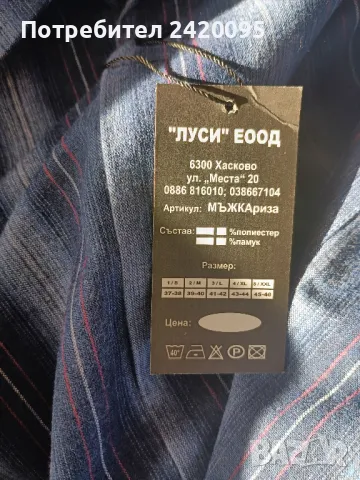 Потребител 2420095
"ЛУСИ" ЕООД
6300 Хасково
ул. „Места" 20
0886 816010; 038667104
Артикул: МЪЖКАриза
Състав: %полиестер
%памук
Размер:
1 / S 2 / M 3 / L 4 / XL 5 / XXL
37-38 39-40 41-42 43-44 45-46
Цена:
40°
P
BAZAR